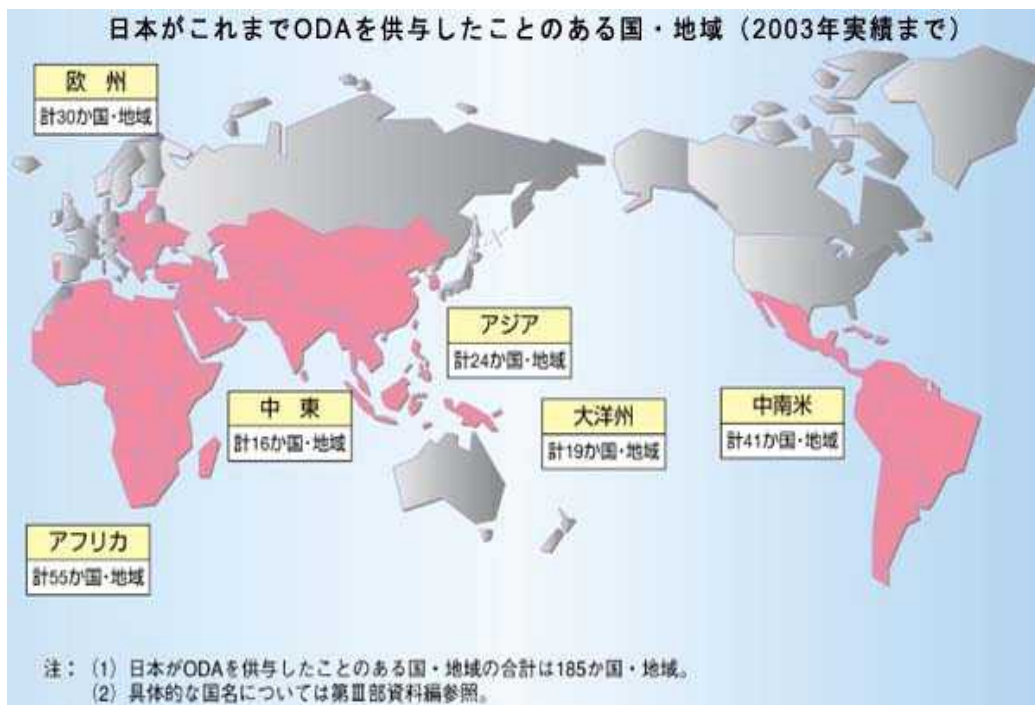 日本がこれまでODAを供与したことのある国・地域（2003年実績まで）
欧　州
計30か国・地域
アジア
計24か国・地域
中　東
計16か国・地域
大洋州
計19か国・地域
中南米
計41か国・地域
アフリカ
計55か国・地域
注：（1）日本がODAを供与したことのある国・地域の合計は185か国・地域。
（2）具体的な国名については第Ⅲ部資料編参照。